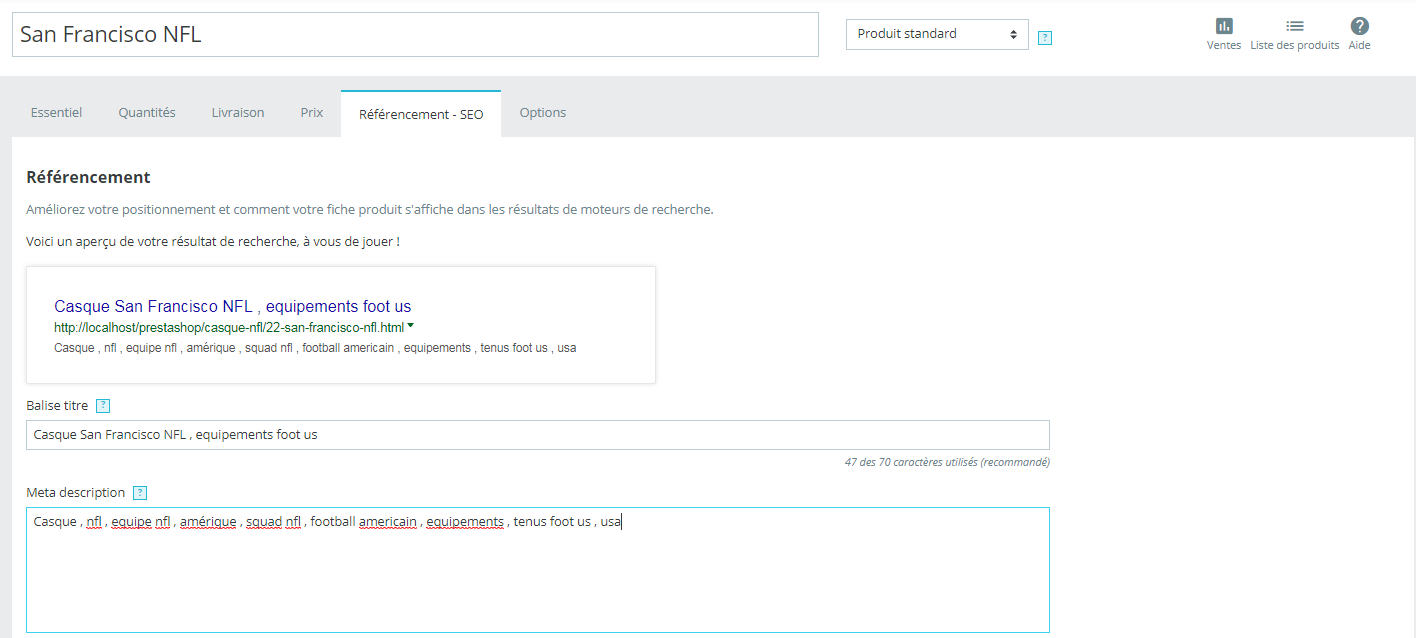 San Francisco NFL
Produit standard
?
Ventes
Liste des produits
?
Aide
Essentiel
Quantités
Livraison
Prix
Référencement - SEO
Options
Référencement
Améliorez votre positionnement et comment votre fiche produit s'affiche dans les résultats de moteurs de recherche.
Voici un aperçu de votre résultat de recherche, à vous de jouer !
Casque San Francisco NFL , equipements foot us
http://localhost/prestashop/casque-nfl/22-san-francisco-nfl.html
Casque , nfl , equipe nfl , amérique , squad nfl , football americain , equipements , tenus foot us , usa
Balise titre ?
Casque San Francisco NFL , equipements foot us
47 des 70 caractères utilisés (recommandé)
Meta description ?
Casque , nfl , equipe nfl , amérique , squad nfl , football americain , equipements , tenus foot us , usa